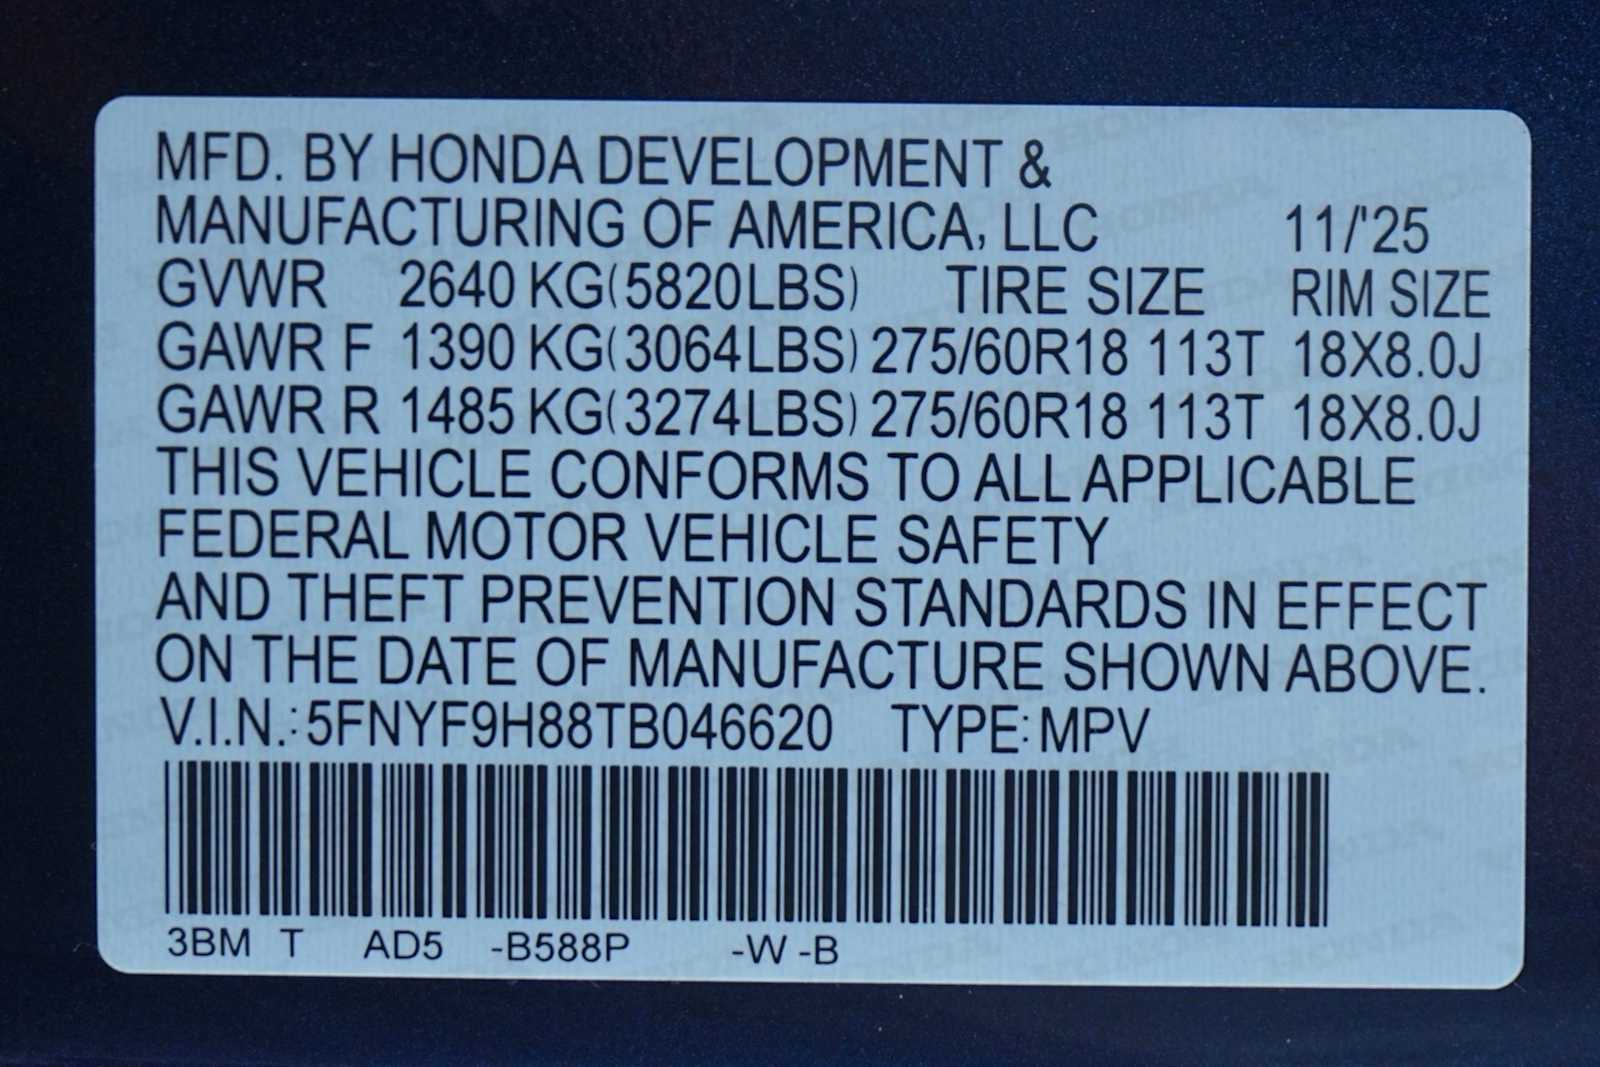 MFD. BY HONDA DEVELOPMENT &
MANUFACTURING OF AMERICA, LLC 11/'25
GVWR 2640 KG(5820LBS) TIRE SIZE RIM SIZE
GAWR F 1390 KG(3064LBS) 275/60R18 113T 18X8.0J
GAWR R 1485 KG(3274LBS) 275/60R18 113T 18X8.0J
THIS VEHICLE CONFORMS TO ALL APPLICABLE
FEDERAL MOTOR VEHICLE SAFETY
AND THEFT PREVENTION STANDARDS IN EFFECT
ON THE DATE OF MANUFACTURE SHOWN ABOVE.
V.I.N.: 5FNYF9H88TB046620 TYPE: MPV
3BM T AD5 -B588P -W -B